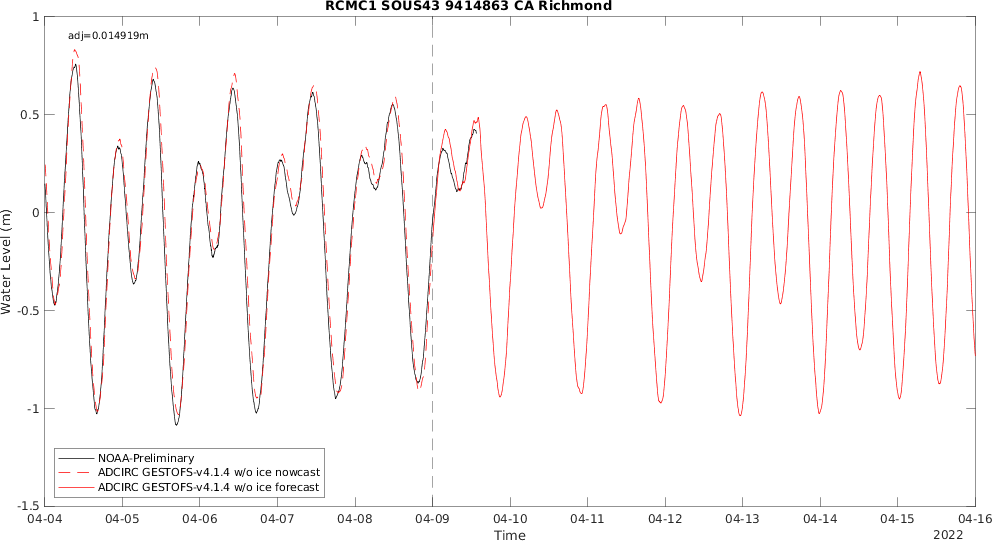 RCMC1 SOUS43 9414863 CA Richmond
adj=0.014919m
1
0.5
0
-0.5
-1
-1.5
Water Level (m)
NOAA-Preliminary
ADCIRC GESTOFS-v4.1.4 w/o ice nowcast
ADCIRC GESTOFS-v4.1.4 w/o ice forecast
04-04 04-05 04-06 04-07 04-08 04-09 04-10 04-11 04-12 04-13 04-14 04-15 04-16
Time
2022